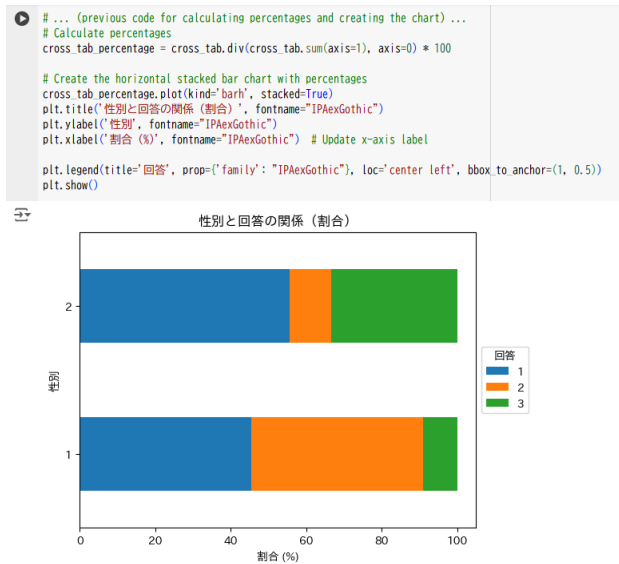 # ... (previous code for calculating percentages and creating the chart) ...
# Calculate percentages
cross_tab_percentage = cross_tab.div(cross_tab.sum(axis=1), axis=0) * 100
# Create the horizontal stacked bar chart with percentages
cross_tab_percentage.plot(kind='barh', stacked=True)
plt.title('性別と回答の関係（割合）', fontname="IPAexGothic")
plt.ylabel('性別', fontname="IPAexGothic")
plt.xlabel('割合 (%)', fontname="IPAexGothic")  # Update x-axis label
plt.legend(title='回答', prop={'family': "IPAexGothic"}, loc='center left', bbox_to_anchor=(1, 0.5))
plt.show()
性別と回答の関係（割合）
2
1
性別
0 20 40 60 80 100
割合 (%)
回答
1
2
3